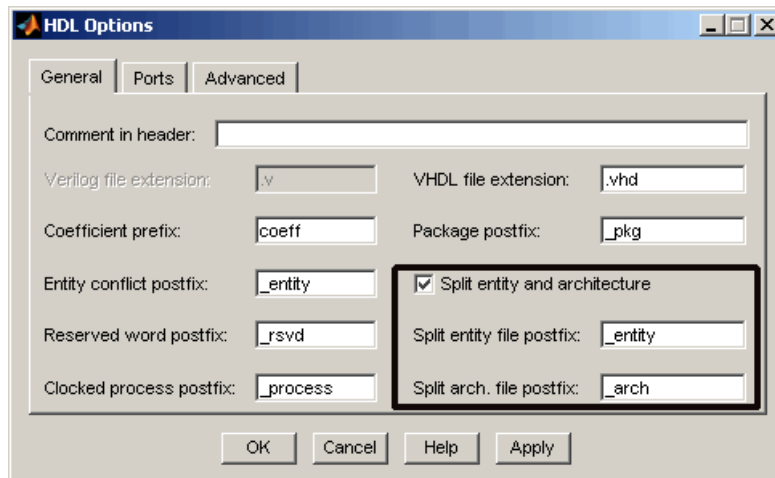 HDL Options
General Ports Advanced
Comment in header:
Verilog file extension: .v VHDL file extension: .vhd
Coefficient prefix: coeff Package postfix: _pkg
Entity conflict postfix: _entity Split entity and architecture
Reserved word postfix: _rsvd Split entity file postfix: _entity
Clocked process postfix: _process Split arch. file postfix: _arch
OK Cancel Help Apply